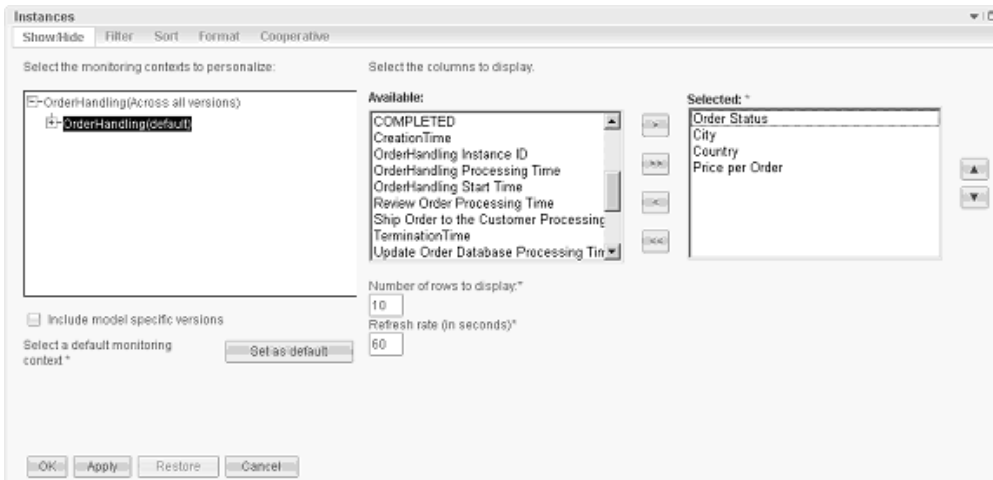 Instances
Show/Hide Filter Sort Format Cooperative
Select the monitoring contexts to personalize:
OrderHandling(Across all versions)
OrderHandling(default)
Include model specific versions
Select a default monitoring
context *
Set as default
Select the columns to display.
Available:
COMPLETED
CreationTime
OrderHandling Instance ID
OrderHandling Processing Time
OrderHandling Start Time
Review Order Processing Time
Ship Order to the Customer Processing
TerminationTime
Update Order Database Processing Tim
>
>>
<
<<
Selected: *
Order Status
City
Country
Price per Order
Number of rows to display:*
10
Refresh rate (in seconds)*
60
OK Apply Restore Cancel